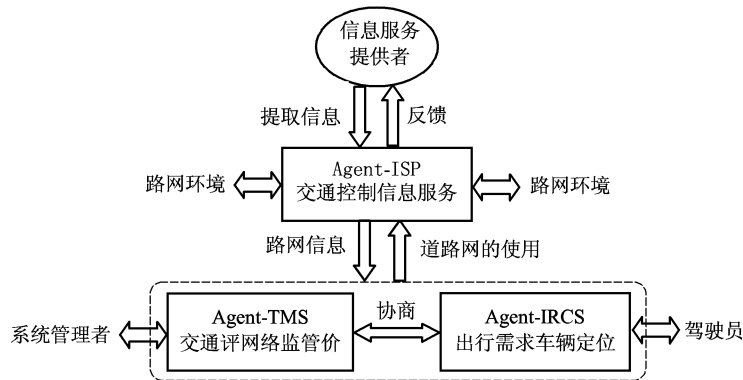 信息服务
提供者
提取信息
反馈
Agent-ISP
交通控制信息服务
路网环境
路网环境
路网信息
道路网的使用
Agent-TMS
交通评网络监管价
协商
Agent-IRCS
出行需求车辆定位
系统管理者
驾驶员